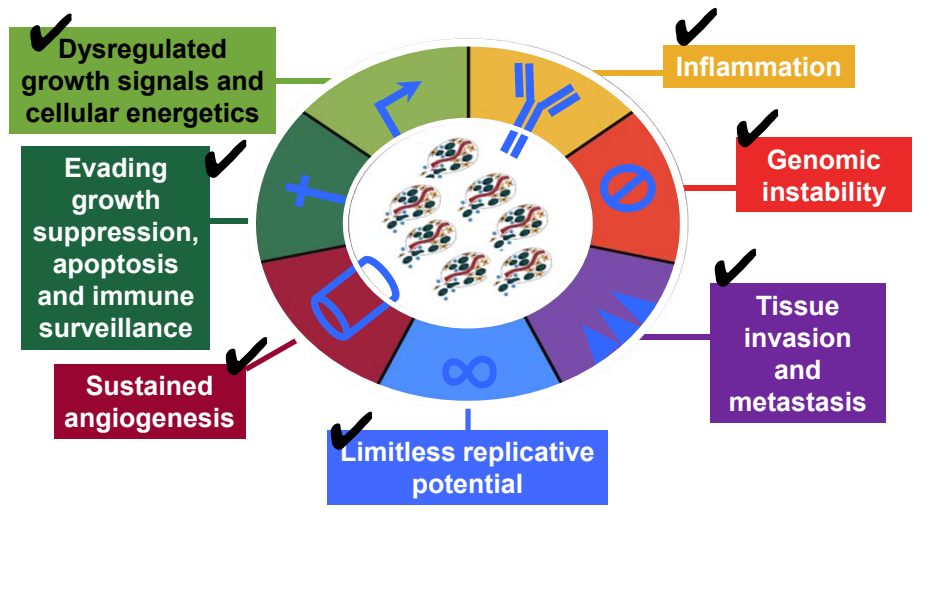 Dysregulated
growth signals and
cellular energetics
Inflammation
Evading
growth
suppression,
apoptosis
and immune
surveillance
Genomic
instability
Tissue
invasion
and
metastasis
Sustained
angiogenesis
∞
Limitless replicative
potential